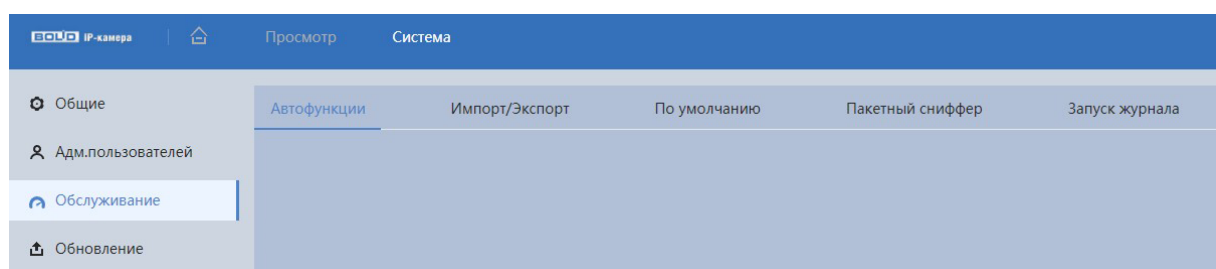 BOLID IP-камера Просмотр Система
Общие Автофункции Импорт/Экспорт По умолчанию Пакетный сниффер Запуск журнала
Адм.пользователей
Обслуживание
Обновление